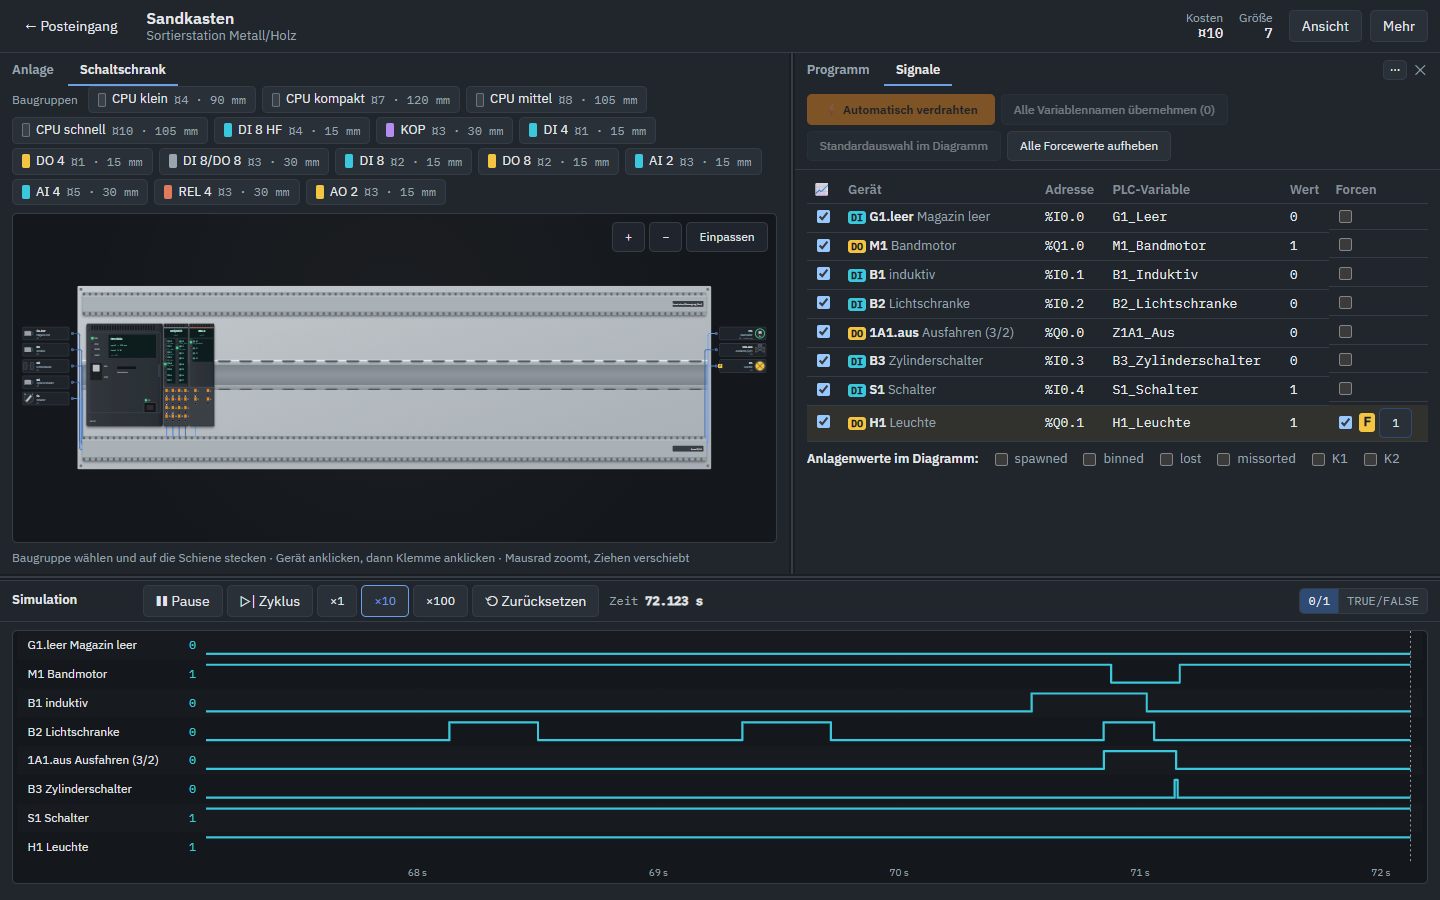 ← Posteingang
Sandkasten
Sortierstation Metall/Holz
Kosten
¤10
Größe
7
Ansicht
Mehr
Anlage
Schaltschrank
Baugruppen
CPU klein ¤4 · 90 mm
CPU kompakt ¤7 · 120 mm
CPU mittel ¤8 · 105 mm
CPU schnell ¤10 · 105 mm
DI 8 HF ¤4 · 15 mm
KOP ¤3 · 30 mm
DI 4 ¤1 · 15 mm
DO 4 ¤1 · 15 mm
DI 8/DO 8 ¤3 · 30 mm
DI 8 ¤2 · 15 mm
DO 8 ¤2 · 15 mm
AI 2 ¤3 · 15 mm
AI 4 ¤5 · 30 mm
REL 4 ¤3 · 30 mm
AO 2 ¤3 · 15 mm
+
−
Einpassen
Baugruppe wählen und auf die Schiene stecken · Gerät anklicken, dann Klemme anklicken · Mausrad zoomt, Ziehen verschiebt
Programm
Signale
Automatisch verdrahten
Alle Variablennamen übernehmen (0)
Standardauswahl im Diagramm
Alle Forcewerte aufheben
Gerät Adresse PLC-Variable Wert Forcen
DI G1.leer Magazin leer %I0.0 G1_Leer 0
DO M1 Bandmotor %Q1.0 M1_Bandmotor 1
DI B1 induktiv %I0.1 B1_Induktiv 0
DI B2 Lichtschranke %I0.2 B2_Lichtschranke 0
DO 1A1.aus Ausfahren (3/2) %Q0.0 Z1A1_Aus 0
DI B3 Zylinderschalter %I0.3 B3_Zylinderschalter 0
DI S1 Schalter %I0.4 S1_Schalter 1
DO H1 Leuchte %Q0.1 H1_Leuchte 1 F 1
Anlagenwerte im Diagramm: spawned binned lost missorted K1 K2
Simulation
Pause
Zyklus
×1
×10
×100
Zurücksetzen
Zeit 72.123 s
0/1
TRUE/FALSE
G1.leer Magazin leer 0
M1 Bandmotor 1
B1 induktiv 0
B2 Lichtschranke 0
1A1.aus Ausfahren (3/2) 0
B3 Zylinderschalter 0
S1 Schalter 1
H1 Leuchte 1
68 s 69 s 70 s 71 s 72 s